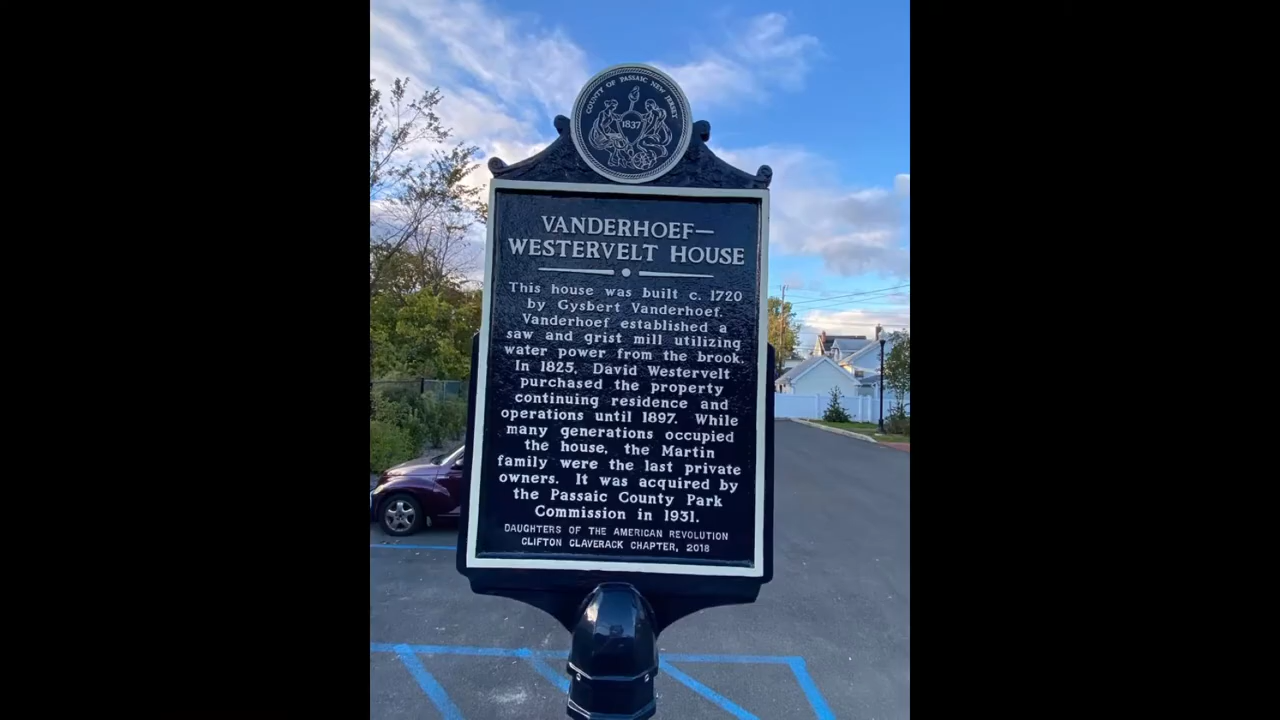 COUNTY OF PASSAIC NEW JERSEY
1837
VANDERHOEF—
WESTERVELT HOUSE
This house was built c. 1720
by Gysbert Vanderhoef.
Vanderhoef established a
saw and grist mill utilizing
water power from the brook.
In 1825, David Westervelt
purchased the property
continuing residence and
operations until 1897. While
many generations occupied
the house, the Martin
family were the last private
owners. It was acquired by
the Passaic County Park
Commission in 1931.
DAUGHTERS OF THE AMERICAN REVOLUTION
CLIFTON CLAVERACK CHAPTER, 2018